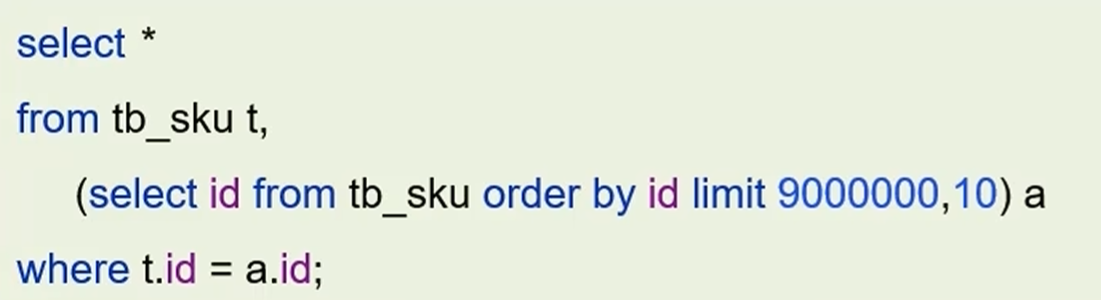 select *
from tb_sku t,
(select id from tb_sku order by id limit 9000000,10) a
where t.id = a.id;